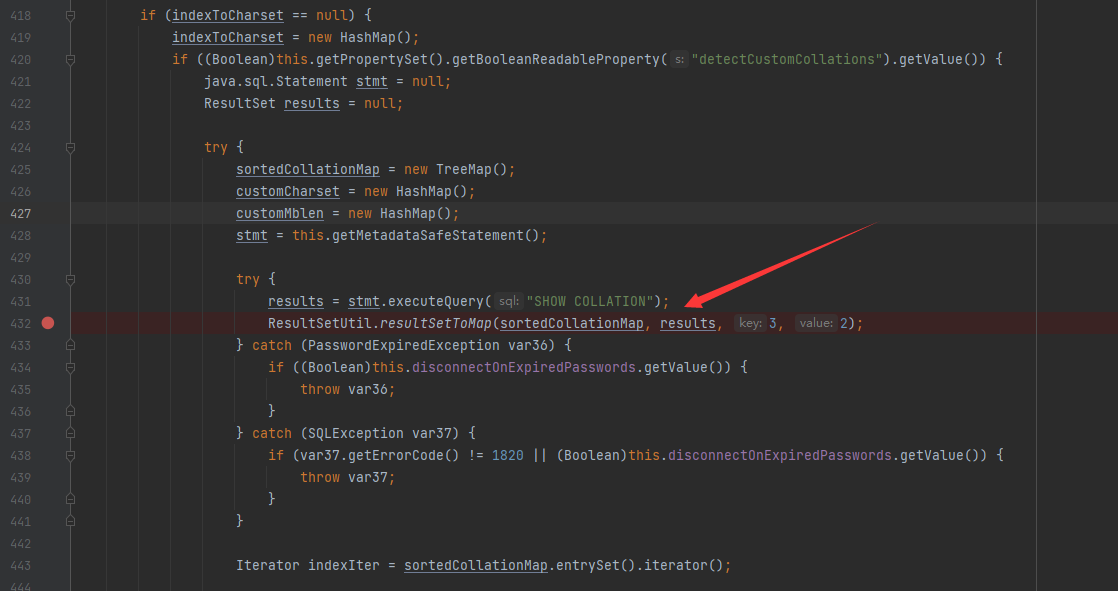 418 if (indexToCharset == null) {
419 indexToCharset = new HashMap();
420 if ((Boolean)this.getPropertySet().getBooleanReadableProperty( s: "detectCustomCollations").getValue()) {
421 java.sql.Statement stmt = null;
422 ResultSet results = null;
423
424 try {
425 sortedCollationMap = new TreeMap();
426 customCharset = new HashMap();
427 customMblen = new HashMap();
428 stmt = this.getMetadataSafeStatement();
429
430 try {
431 results = stmt.executeQuery( sql: "SHOW COLLATION");
432 ResultSetUtil.resultSetToMap(sortedCollationMap, results, key: 3, value: 2);
433 } catch (PasswordExpiredException var36) {
434 if ((Boolean)this.disconnectOnExpiredPasswords.getValue()) {
435 throw var36;
436 }
437 } catch (SQLException var37) {
438 if (var37.getErrorCode() != 1820 || (Boolean)this.disconnectOnExpiredPasswords.getValue()) {
439 throw var37;
440 }
441 }
442
443 Iterator indexIter = sortedCollationMap.entrySet().iterator();
444